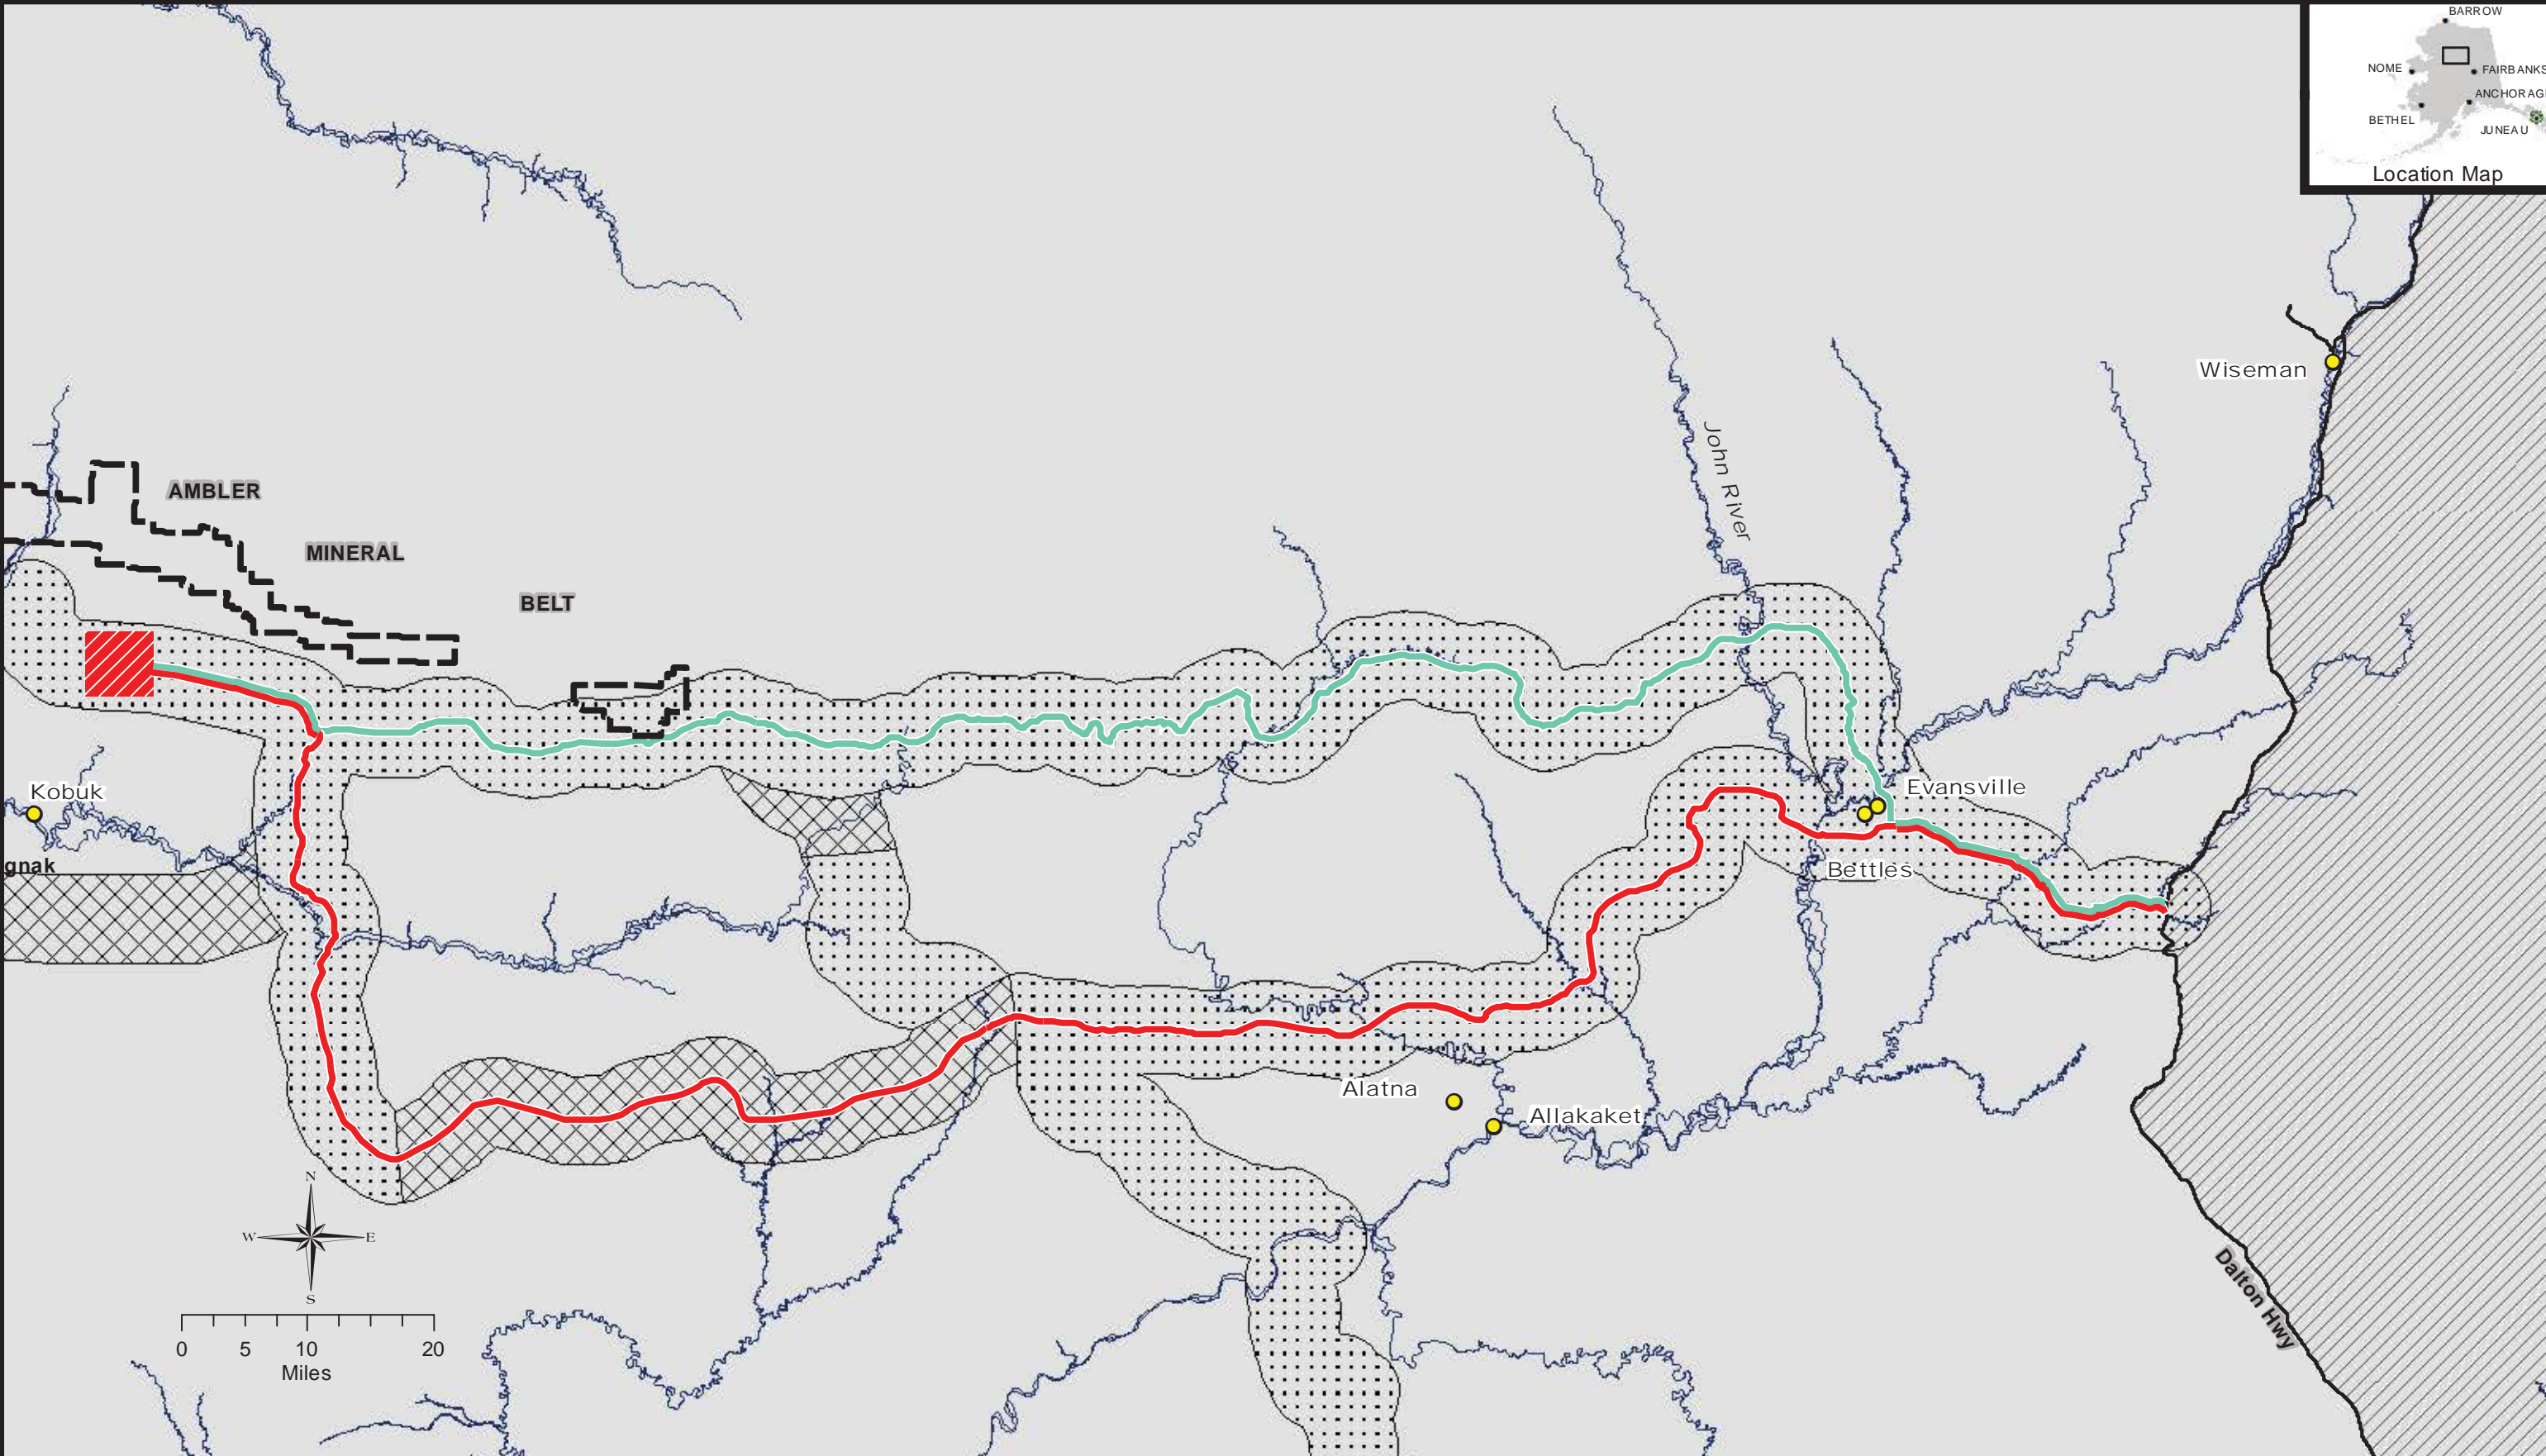 BARROW
NOME
FAIRBANKS
ANCHORAG
BETHEL
JUNEAU
Location Map
Wiseman
John River
AMBLER
MINERAL
BELT
Kobuk
Evansville
gnak
Bettles
Alatna
Allakaket
N
W
E
S
Dalton Hwy
0 5 10 20
Miles